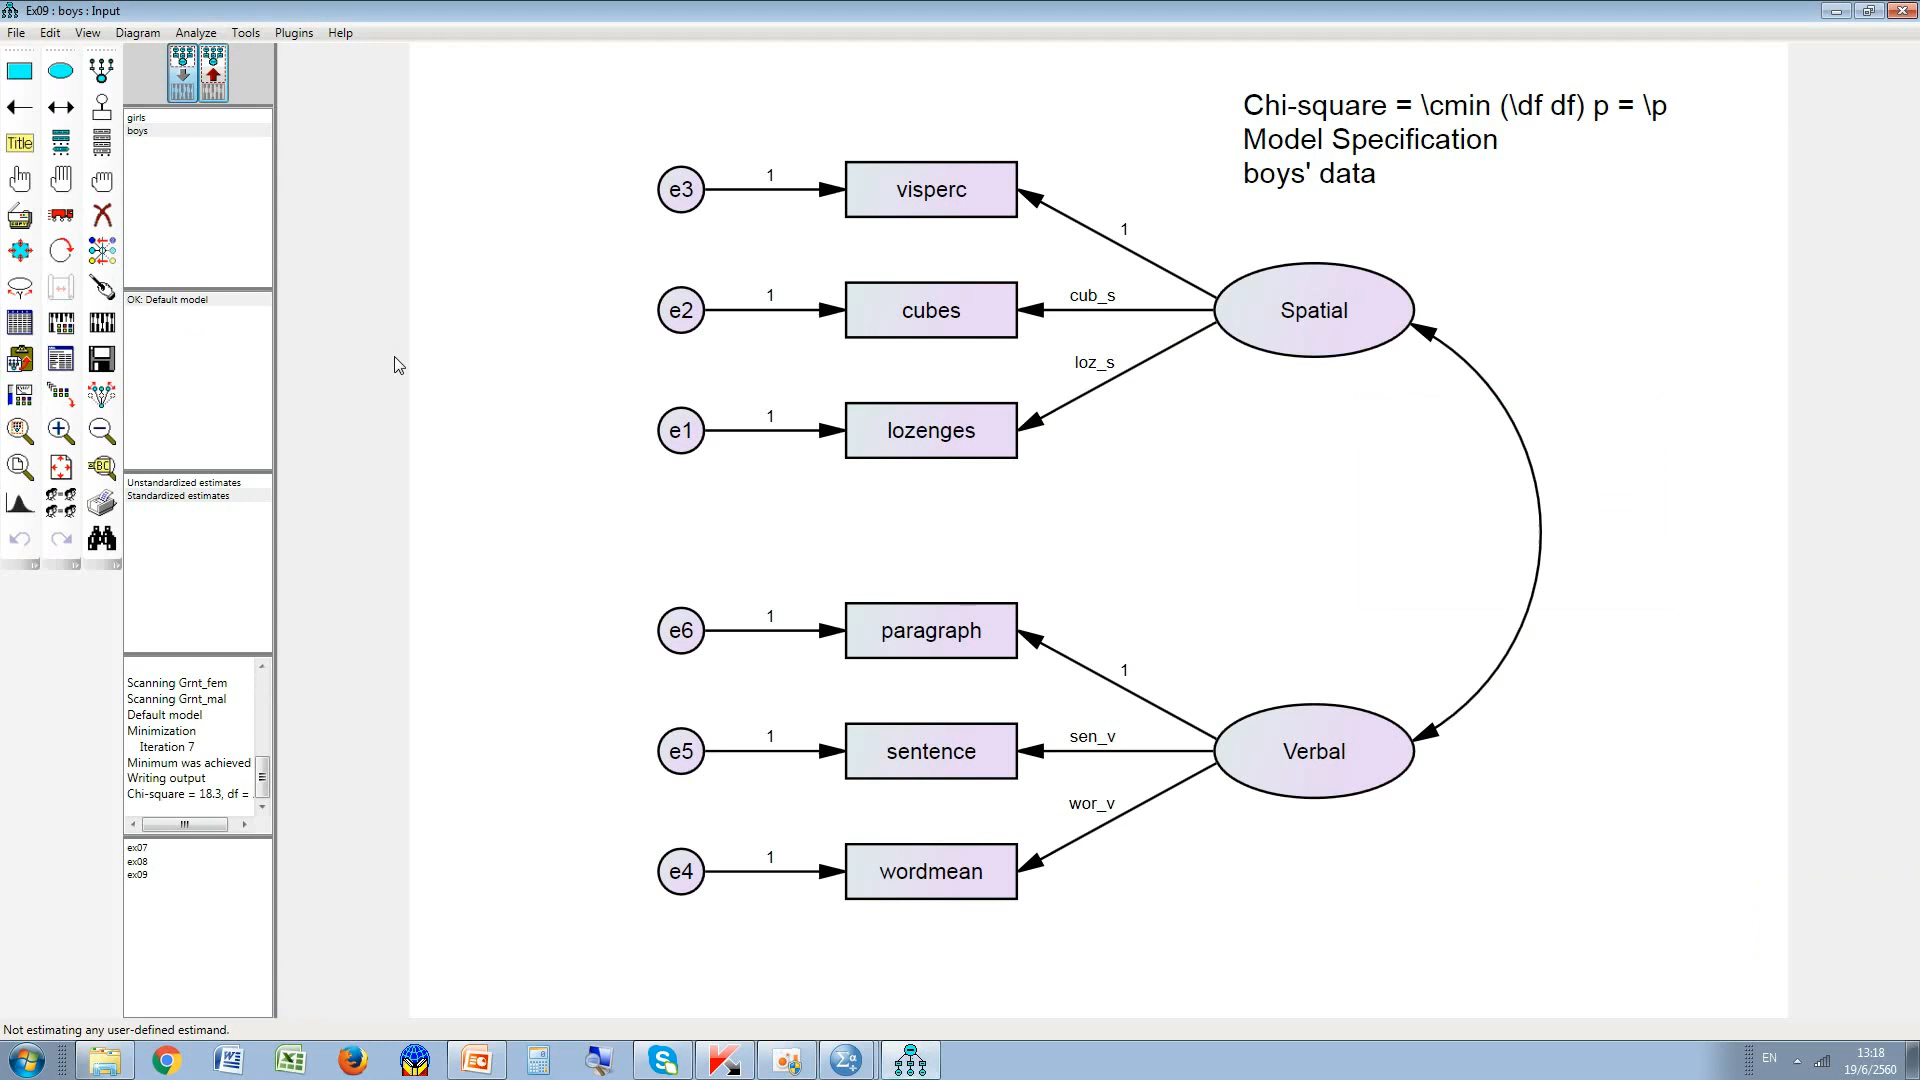 Ex09 : boys : Input
File Edit View Diagram Analyze Tools Plugins Help
Title
girls
boys
OK: Default model
Unstandardized estimates
Standardized estimates
Scanning Grnt_fem
Scanning Grnt_mal
Default model
Minimization
Iteration 7
Minimum was achieved
Writing output
Chi-square = 18.3, df =
ex07
ex08
ex09
Chi-square = \cmin (\df df) p = \p
Model Specification
boys' data
e3 1 visperc
1
e2 1 cubes cub_s Spatial
loz_s
e1 1 lozenges
e6 1 paragraph
1
e5 1 sentence sen_v Verbal
wor_v
e4 1 wordmean
Not estimating any user-defined estimand.
EN
13:18
19/6/2560